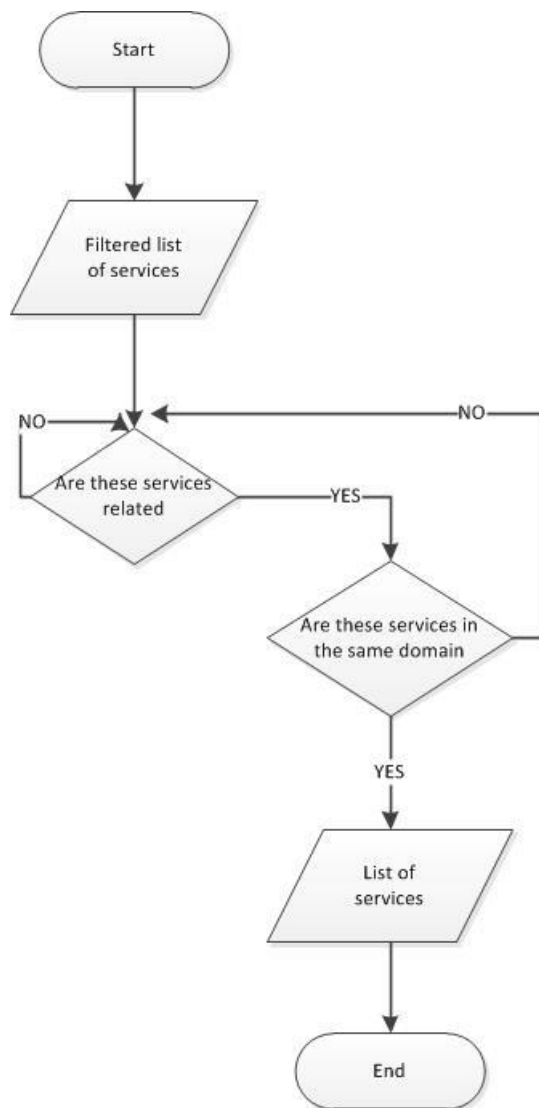 Start
Filtered list
of services
NO
NO
Are these services
related
YES
Are these services in
the same domain
YES
List of
services
End